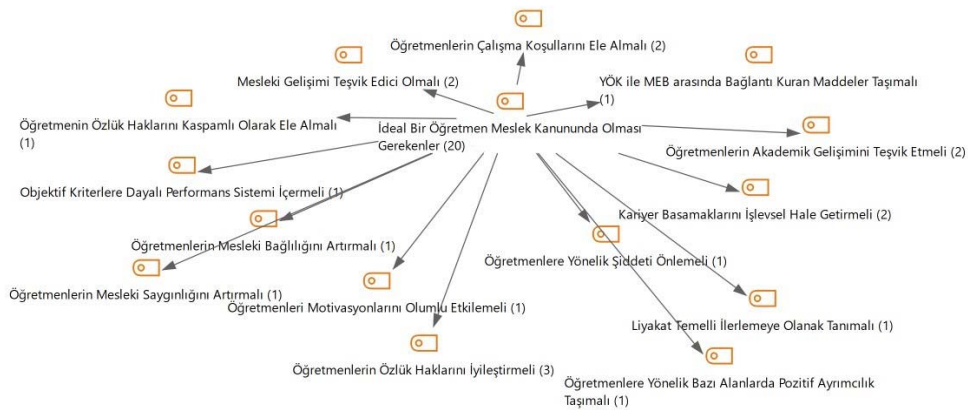 Öğretmenlerin Çalışma Koşullarını Ele Almalı (2)
Mesleki Gelişimi Teşvik Edici Olmalı (2)
YÖK ile MEB arasında Bağlantı Kuran Maddeler Taşımalı
(1)
Öğretmenin Özlük Haklarını Kaspamlı Olarak Ele Almalı
(1)
İdeal Bir Öğretmen Meslek Kanununda Olması
Gerekenler (20)
Öğretmenlerin Akademik Gelişimini Teşvik Etmeli (2)
Objektif Kriterlere Dayalı Performans Sistemi İçermeli (1)
Kariyer Basamaklarını İşlevsel Hale Getirmeli (2)
Öğretmenlerin Mesleki Bağlılığını Artırmalı (1)
Öğretmenlere Yönelik Şiddeti Önlemeli (1)
Öğretmenlerin Mesleki Saygınlığını Artırmalı (1)
Öğretmenleri Motivasyonlarını Olumlu Etkilemeli (1)
Liyakat Temelli İlerlemeye Olanak Tanımalı (1)
Öğretmenlerin Özlük Haklarını İyileştirmeli (3)
Öğretmenlere Yönelik Bazı Alanlarda Pozitif Ayrımcılık
Taşımalı (1)